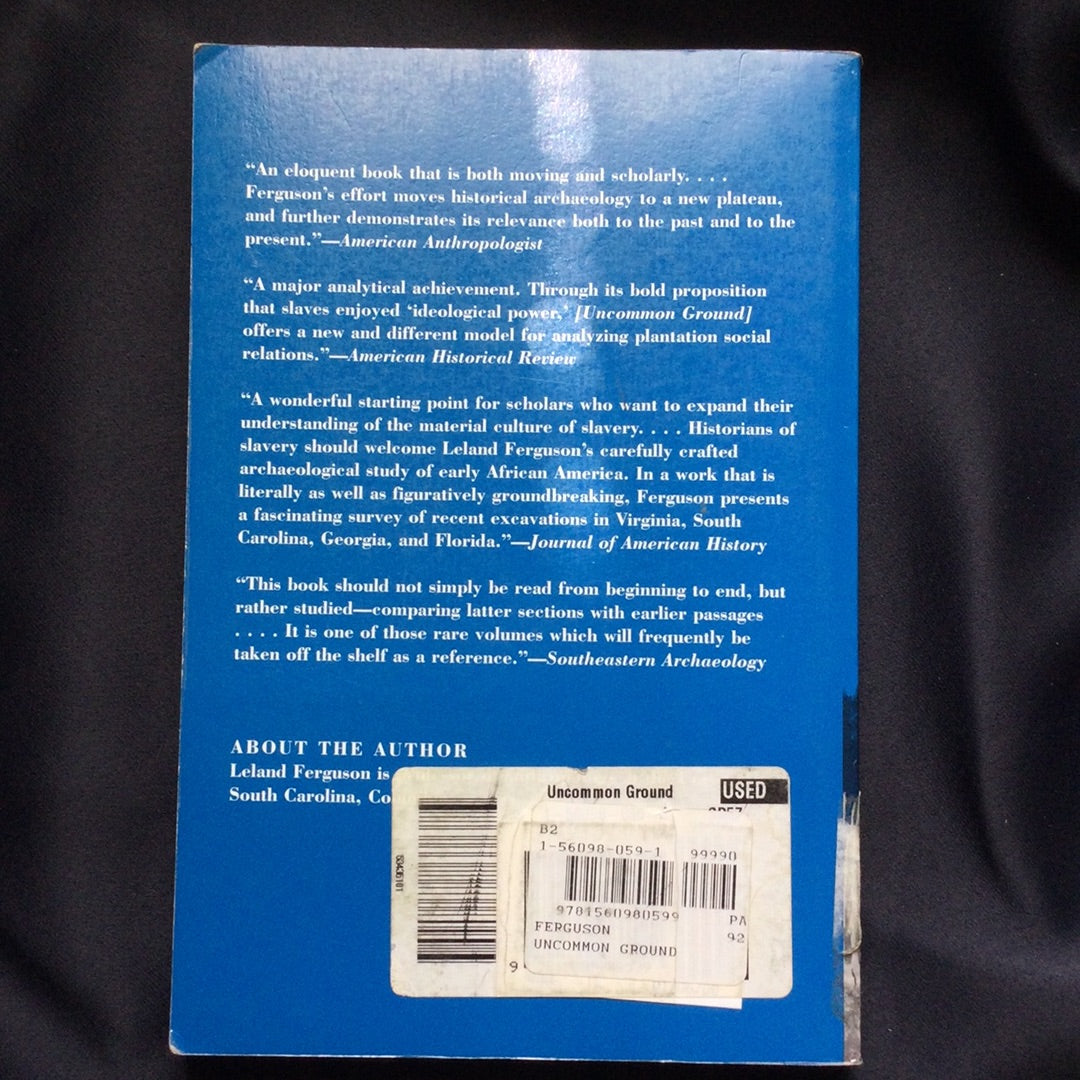 “An eloquent book that is both moving and scholarly. . . .
Ferguson’s effort moves historical archaeology to a new plateau,
and further demonstrates its relevance both to the past and to the
present.”—American Anthropologist
“A major analytical achievement. Through its bold proposition
that slaves enjoyed ‘ideological power,’ [Uncommon Ground]
offers a new and different model for analyzing plantation social
relations.”—American Historical Review
“A wonderful starting point for scholars who want to expand their
understanding of the material culture of slavery. . . . Historians of
slavery should welcome Leland Ferguson’s carefully crafted
archaeological study of early African America. In a work that is
literally as well as figuratively groundbreaking, Ferguson presents
a fascinating survey of recent excavations in Virginia, South
Carolina, Georgia, and Florida.”—Journal of American History
“This book should not simply be read from beginning to end, but
rather studied—comparing latter sections with earlier passages
. . . . It is one of those rare volumes which will frequently be
taken off the shelf as a reference.”—Southeastern Archaeology
ABOUT THE AUTHOR
Leland Ferguson is
South Carolina, Co
Uncommon Ground USED
B2
1-56098-059-1 99990
9781560980599 PA
FERGUSON 92
UNCOMMON GROUND
9